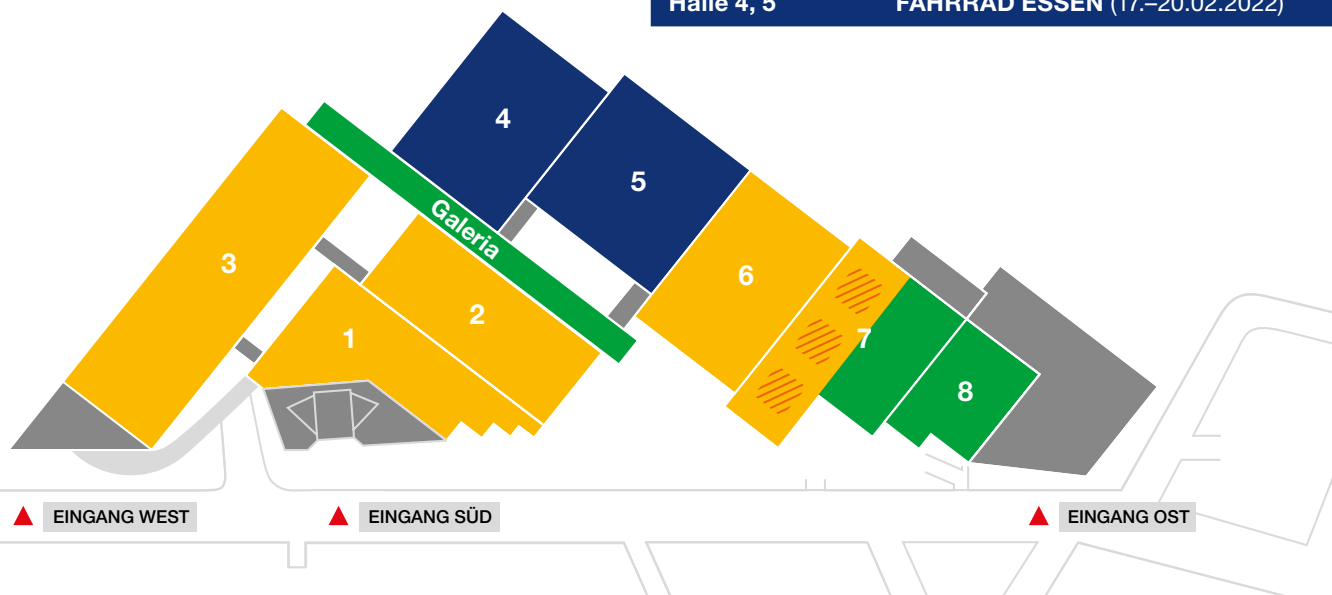 Halle 4, 5 FAHRRAD ESSEN (17.–20.02.2022)
4
5
3
Galeria
6
2
1
7
8
EINGANG WEST
EINGANG SÜD
EINGANG OST